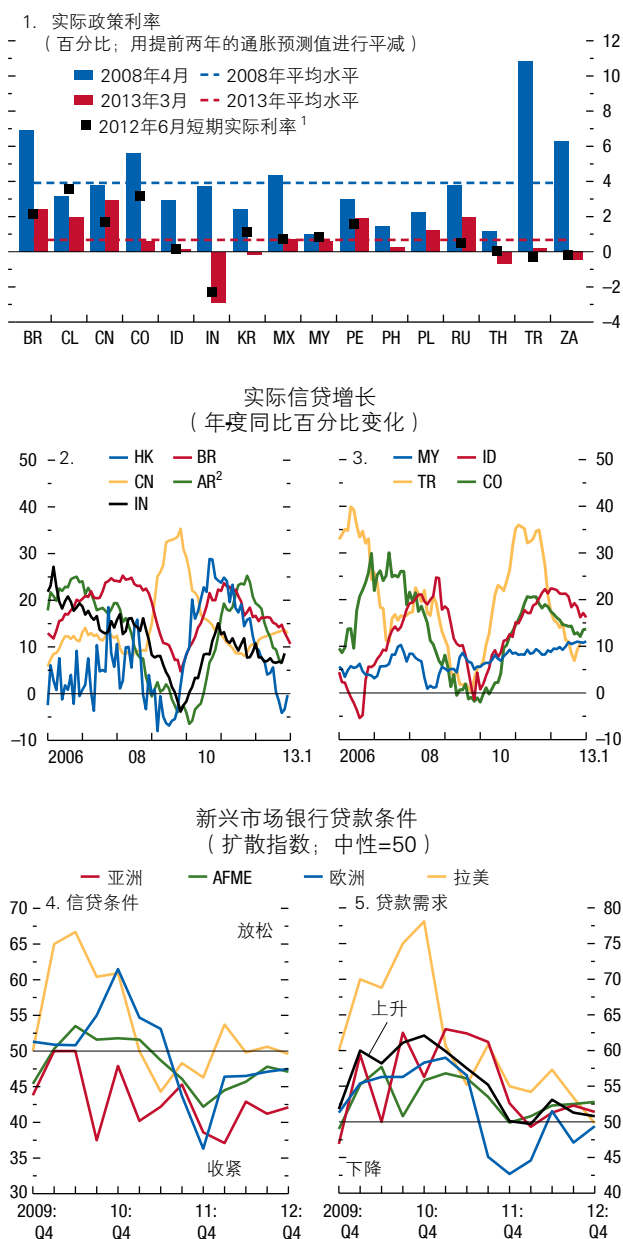 1. 实际政策利率
（百分比；用提前两年的通胀预测值进行平减）
2008年4月 2008年平均水平
2013年3月 2013年平均水平
2012年6月短期实际利率1
12
10
8
6
4
2
0
−2
−4
BR CL CN CO ID IN KR MX MY PE PH PL RU TH TR ZA
实际信贷增长
（年度同比百分比变化）
2.
HK BR
CN AR2
IN
50
40
30
20
10
0
−10
2006 08 10 13.1
3.
MY ID
TR CO
50
40
30
20
10
0
−10
2006 08 10 13.1
新兴市场银行贷款条件
（扩散指数；中性=50）
亚洲 AFME 欧洲 拉美
4. 信贷条件
放松
收紧
70
65
60
55
50
45
40
35
30
2009: 10: 11: 12:
Q4 Q4 Q4 Q4
5. 贷款需求
上升
下降
80
75
70
65
60
55
50
45
40
2009: 10: 11: 12:
Q4 Q4 Q4 Q4